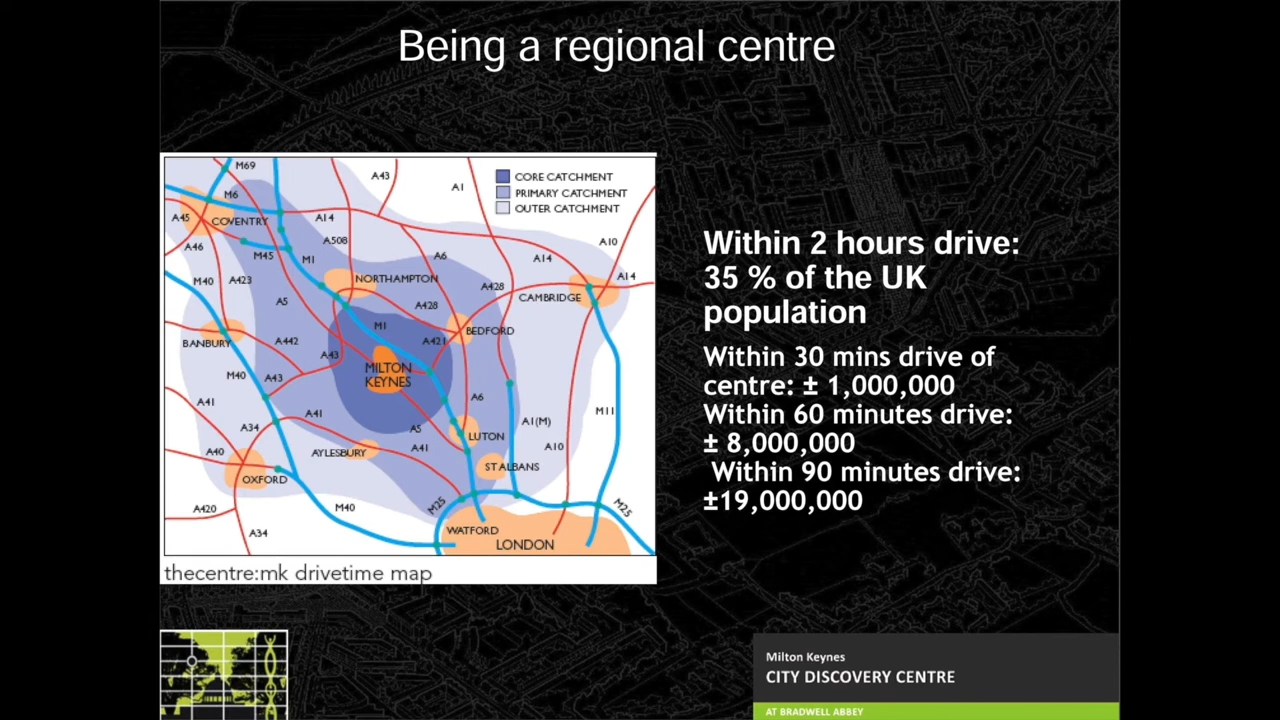 Being a regional centre
M69
A43
A1
CORE CATCHMENT
PRIMARY CATCHMENT
OUTER CATCHMENT
M6
A45
COVENTRY
A14
A10
A46
A508
M45
M1
A6
A14
A14
M40
A423
NORTHAMPTON
A428
CAMBRIDGE
A5
A428
M1
BEDFORD
BANBURY
A442
A421
A43
MILTON
KEYNES
M40
A43
A6
A41
A41
M11
A34
A5
LUTON
A1(M)
A40
AYLESBURY
A41
A10
OXFORD
ST ALBANS
A420
M40
M25
M25
A34
WATFORD
LONDON
thecentre:mk drivetime map
Within 2 hours drive:
35 % of the UK
population
Within 30 mins drive of
centre: ± 1,000,000
Within 60 minutes drive:
± 8,000,000
Within 90 minutes drive:
±19,000,000
Milton Keynes
CITY DISCOVERY CENTRE
AT BRADWELL ABBEY